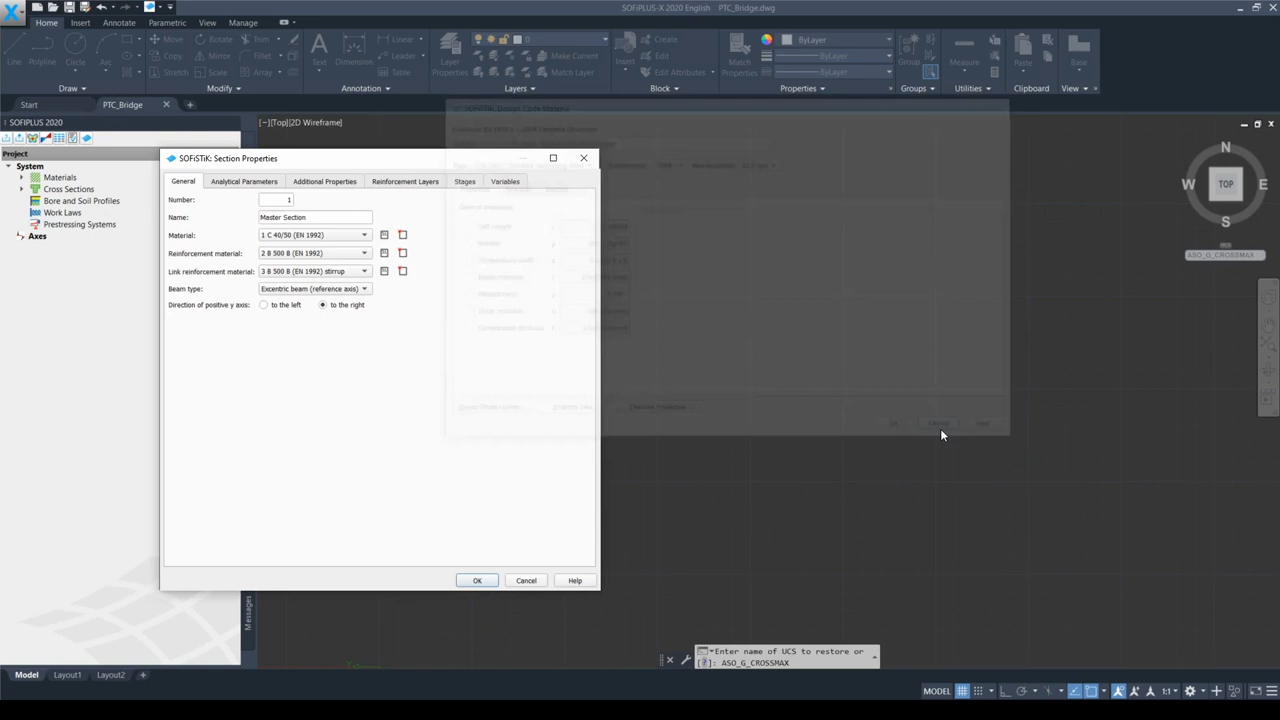 SOFiPLUS-X 2020 English PTC_Bridge.dwg
Home Insert Annotate Parametric View Manage
Line Polyline Circle Arc
Move Rotate
Copy Mirror
Stretch Scale Array
Text Dimension
Linear
Leader
Table
Layer Properties
0
Make Current
Match Layer
Insert
Create
Edit
Edit Attributes
Match Properties
ByLayer
ByLayer
ByLayer
Group
Measure
Paste
Base
Draw Modify Annotation Layers Block Properties Groups Utilities Clipboard View
Start PTC_Bridge
SOFIPLUS 2020
[−][Top][2D Wireframe]
Project
System
Materials
Cross Sections
Bore and Soil Profiles
Work Laws
Prestressing Systems
Axes
SOFiSTiK: Section Properties
General Analytical Parameters Additional Properties Reinforcement Layers Stages Variables
Number: 1
Name: Master Section
Material: 1 C 40/50 (EN 1992)
Reinforcement material: 2 B 500 B (EN 1992)
Link reinforcement material: 3 B 500 B (EN 1992) stirrup
Beam type: Excentric beam (reference axis)
Direction of positive y axis: to the left to the right
OK Cancel Help
SOFiSTiK: Design Code Material
N
W TOP E
S
ASO_G_CROSSMAX
Messages
Enter name of UCS to restore or
[?]: ASO_G_CROSSMAX
Model Layout1 Layout2
MODEL 1:1